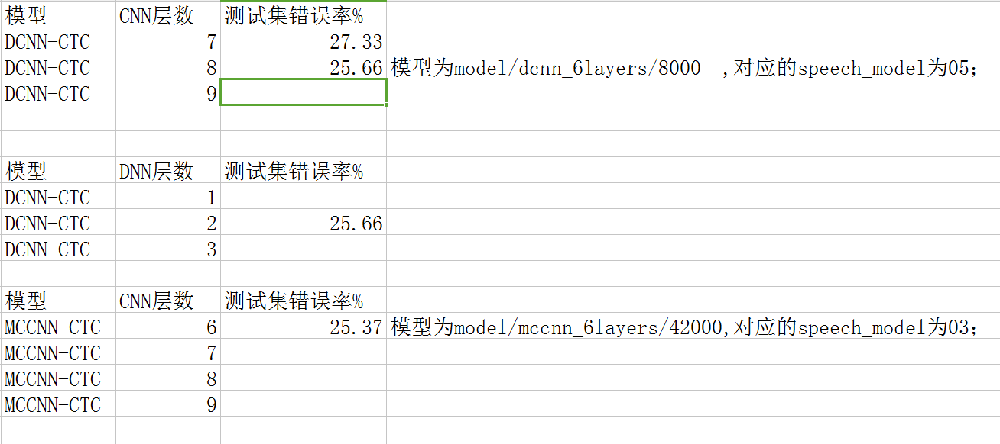 模型 CNN层数 测试集错误率%
DCNN-CTC 7 27.33
DCNN-CTC 8 25.66 模型为model/dcnn_6layers/8000 ,对应的speech_model为05;
DCNN-CTC 9
模型 DNN层数 测试集错误率%
DCNN-CTC 1
DCNN-CTC 2 25.66
DCNN-CTC 3
模型 CNN层数 测试集错误率%
MCCNN-CTC 6 25.37 模型为model/mccnn_6layers/42000,对应的speech_model为03;
MCCNN-CTC 7
MCCNN-CTC 8
MCCNN-CTC 9